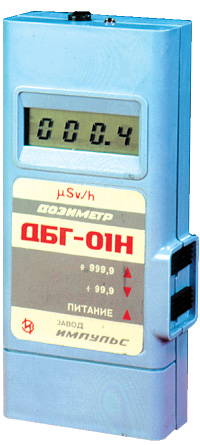 000.4
µSv/h
ДОЗИМЕТР
ДБГ-01Н
999,9
99,9
ПИТАНИЕ
ЗАВОД
ИМПУЛЬС